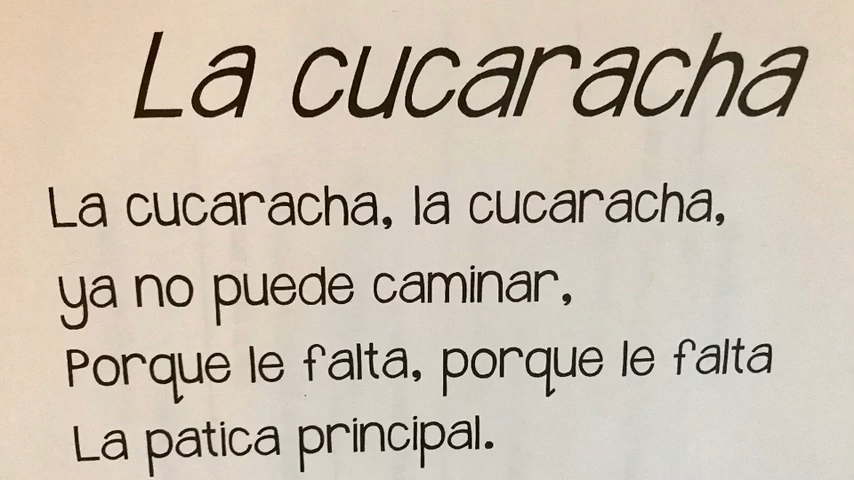 La cucaracha
La cucaracha, la cucaracha,
ya no puede caminar,
Porque le falta, porque le falta
La patica principal.